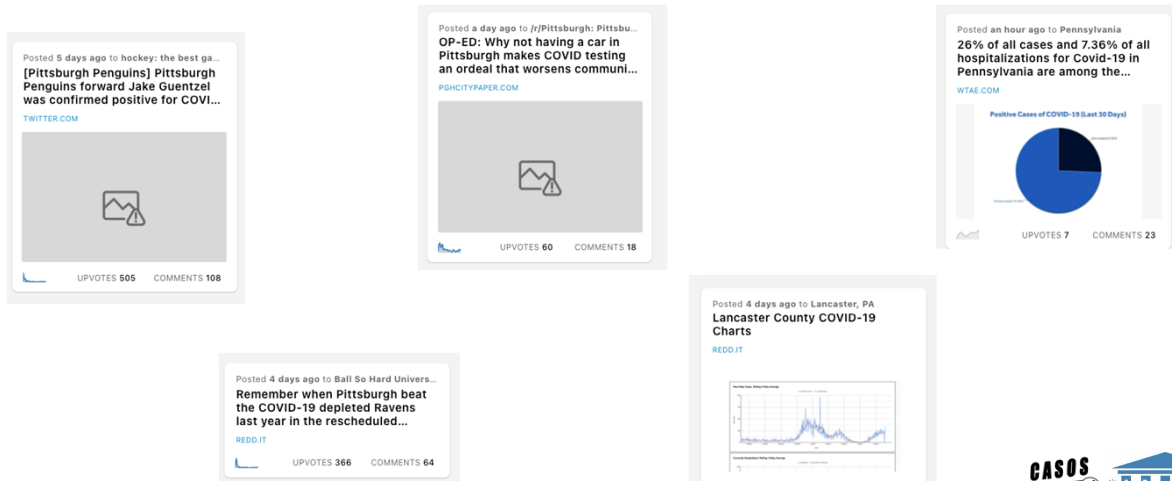 Posted 5 days ago to hockey: the best ga...
[Pittsburgh Penguins] Pittsburgh
Penguins forward Jake Guentzel
was confirmed positive for COVI...
TWITTER.COM
UPVOTES 505 COMMENTS 108
Posted a day ago to /r/Pittsburgh: Pittsbu...
OP-ED: Why not having a car in
Pittsburgh makes COVID testing
an ordeal that worsens communi...
PGHCITYPAPER.COM
UPVOTES 60 COMMENTS 18
Posted an hour ago to Pennsylvania
26% of all cases and 7.36% of all
hospitalizations for Covid-19 in
Pennsylvania are among the...
WTAE.COM
Positive Cases of COVID-19 (Last 30 Days)
UPVOTES 7 COMMENTS 23
Posted 4 days ago to Ball So Hard Univers...
Remember when Pittsburgh beat
the COVID-19 depleted Ravens
last year in the rescheduled...
REDD.IT
UPVOTES 366 COMMENTS 64
Posted 4 days ago to Lancaster, PA
Lancaster County COVID-19
Charts
REDD.IT
CASOS